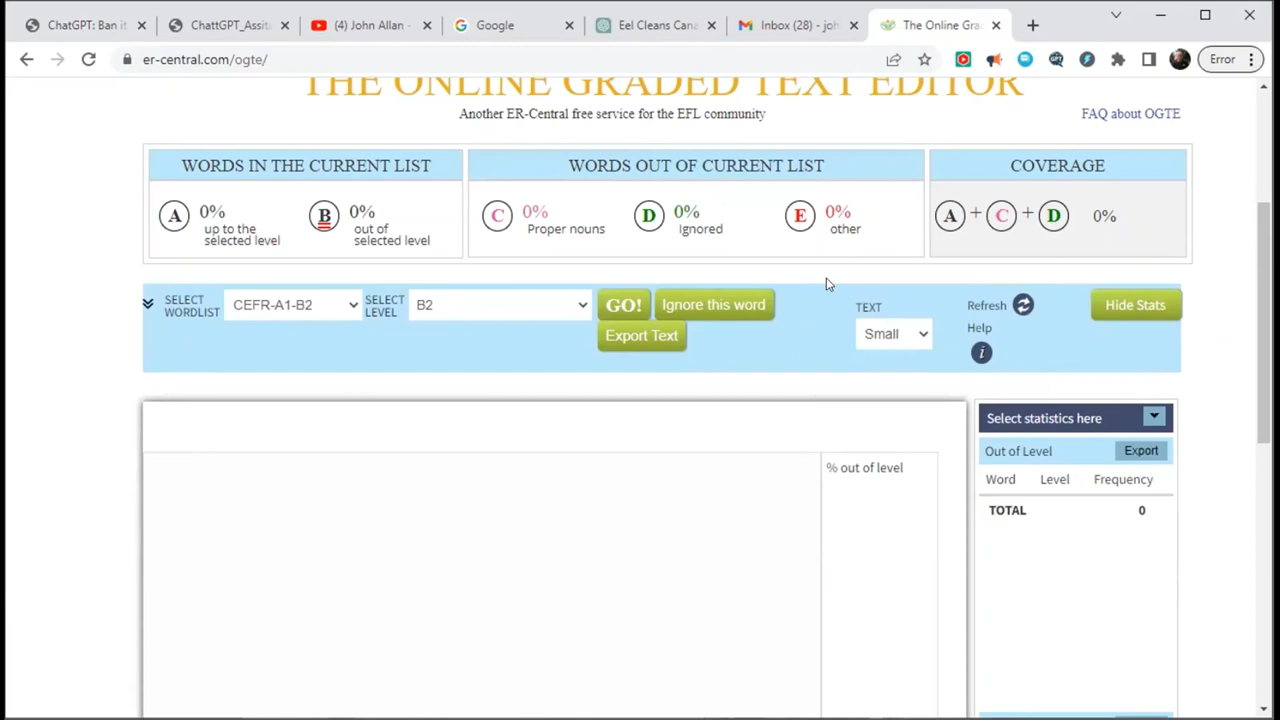 ChatGPT: Ban it
ChattGPT_Assita
(4) John Allan -
Google
Eel Cleans Cana
Inbox (28) - joh
The Online Gra
er-central.com/ogte/
Error
THE ONLINE GRADED TEXT EDITOR
Another ER-Central free service for the EFL community
FAQ about OGTE
WORDS IN THE CURRENT LIST
WORDS OUT OF CURRENT LIST
COVERAGE
A 0% up to the selected level
B 0% out of selected level
C 0% Proper nouns
D 0% Ignored
E 0% other
A + C + D 0%
SELECT WORDLIST
CEFR-A1-B2
SELECT LEVEL
B2
GO!
Ignore this word
Export Text
TEXT
Small
Refresh
Help
i
Hide Stats
% out of level
Select statistics here
Out of Level Export
Word Level Frequency
TOTAL 0